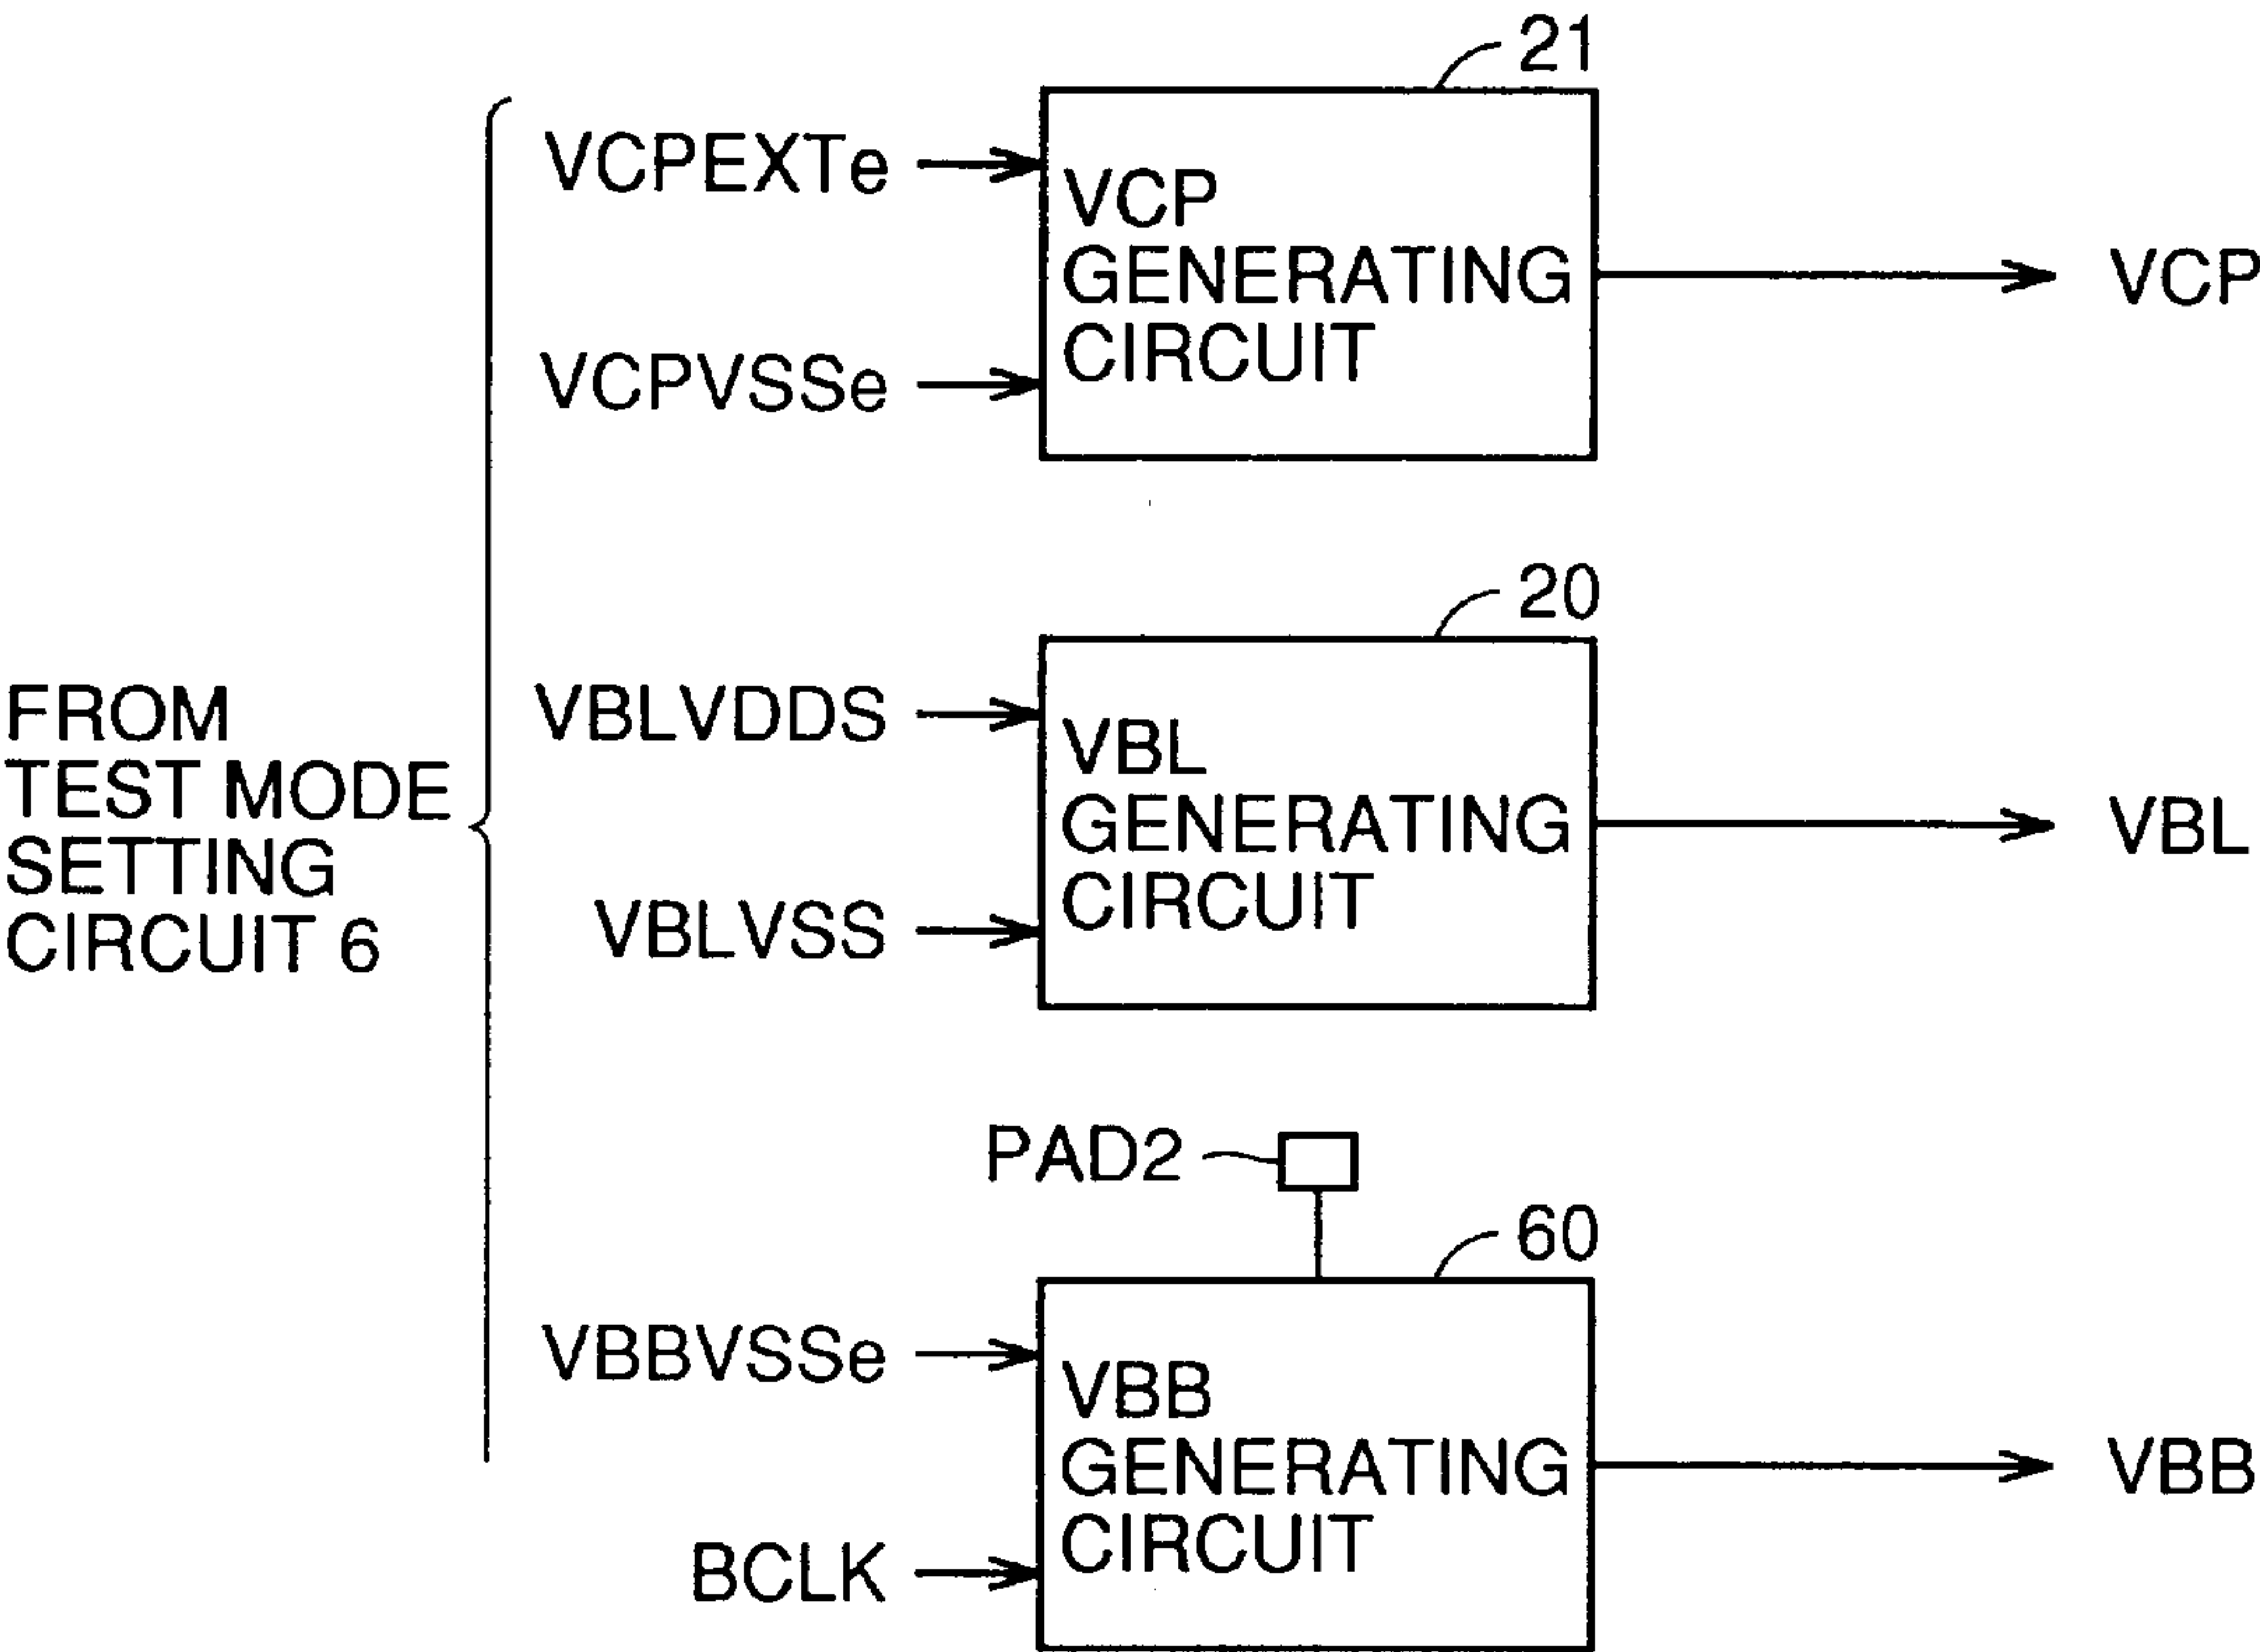 21
VCPEXTe
VCP
GENERATING
CIRCUIT
VCP
VCPVSSe
20
FROM
TEST MODE
SETTING
CIRCUIT 6
VBLVDDS
VBL
GENERATING
CIRCUIT
VBL
VBLVSS
PAD2
60
VBBVSSe
VBB
GENERATING
CIRCUIT
VBB
BCLK